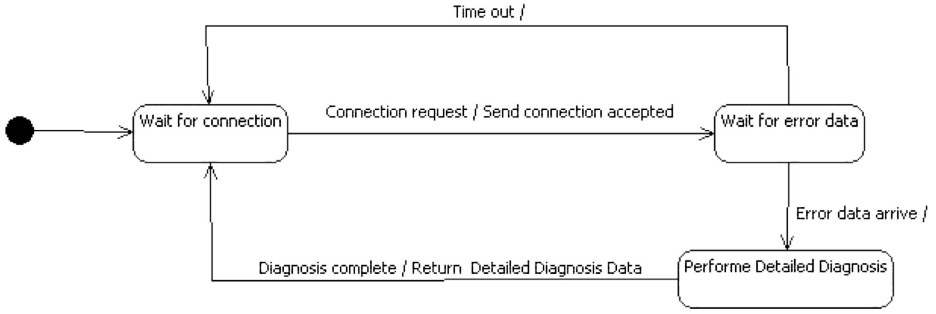 Time out /
Connection request / Send connection accepted
Wait for connection
Wait for error data
Error data arrive /
Diagnosis complete / Return Detailed Diagnosis Data
Performe Detailed Diagnosis